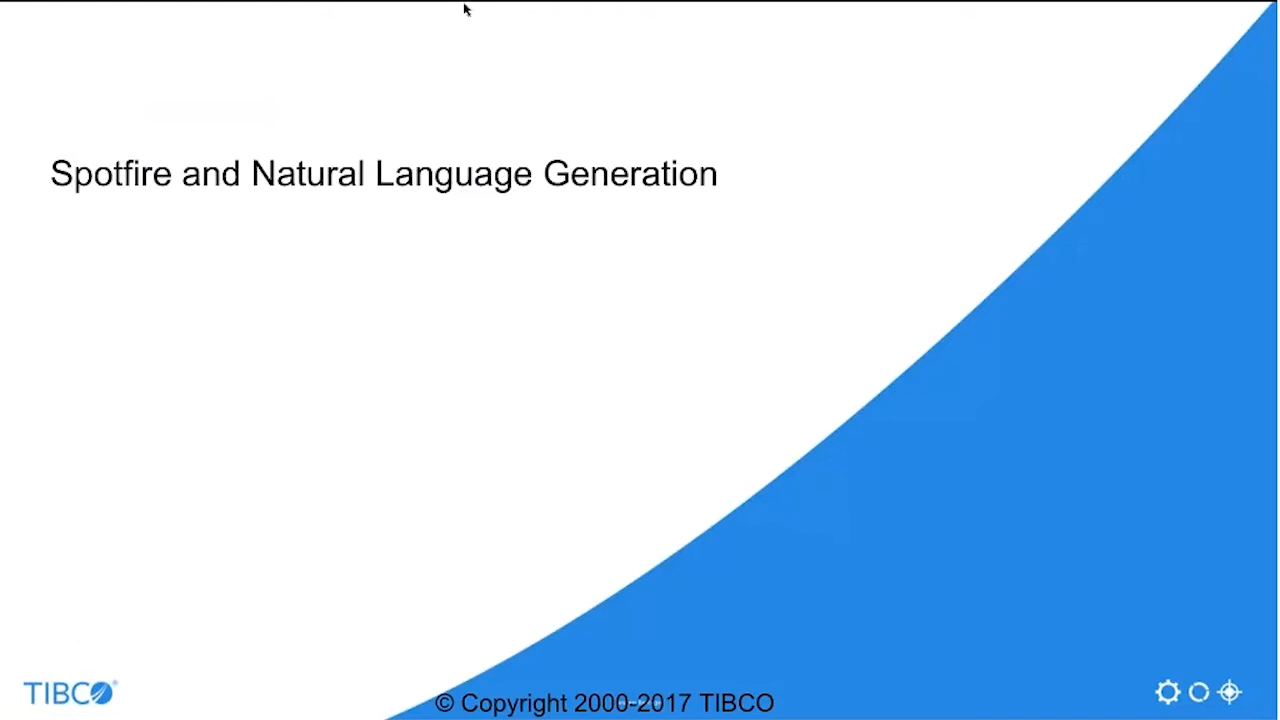 Spotfire and Natural Language Generation
TIBCO®
© Copyright 2000-2017 TIBCO